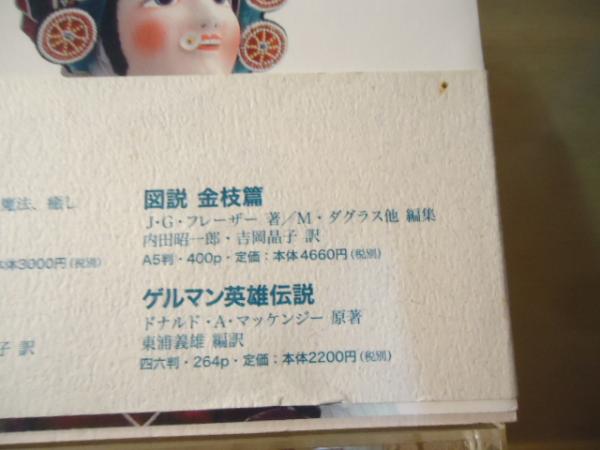 魔法、癒し
本体3000円(税別)
子 訳
図説 金枝篇
J・G・フレーザー 著／M・ダグラス他 編集
内田昭一郎・吉岡晶子 訳
A5判・400p・定価：本体4660円(税別)
ゲルマン英雄伝説
ドナルド・A・マッケンジー 原著
東浦義雄 編訳
四六判・264p・定価：本体2200円(税別)